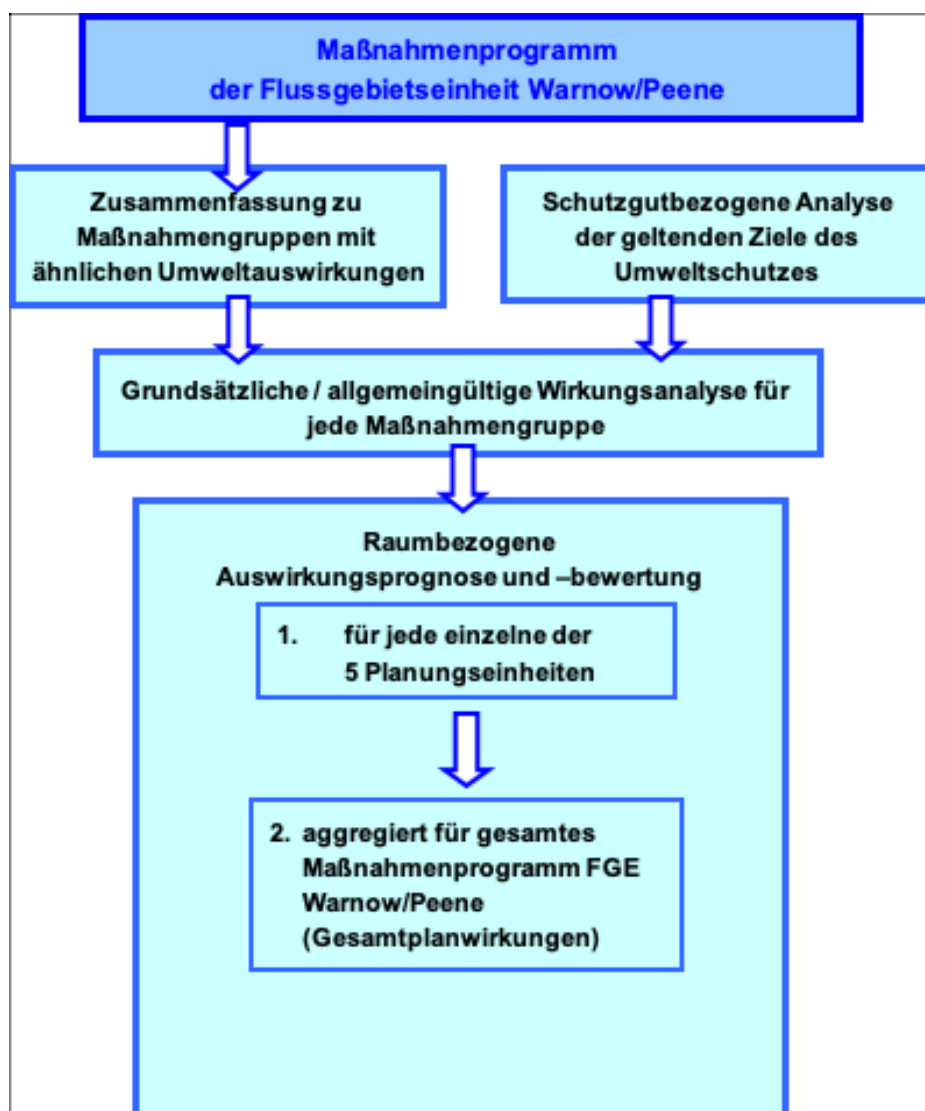 Maßnahmenprogramm
der Flussgebietseinheit Warnow/Peene
Zusammenfassung zu
Maßnahmengruppen mit
ähnlichen Umweltauswirkungen
Schutzgutbezogene Analyse
der geltenden Ziele des
Umweltschutzes
Grundsätzliche / allgemeingültige Wirkungsanalyse für
jede Maßnahmengruppe
Raumbezogene
Auswirkungsprognose und –bewertung
1. für jede einzelne der
5 Planungseinheiten
2. aggregiert für gesamtes
Maßnahmenprogramm FGE
Warnow/Peene
(Gesamtplanwirkungen)